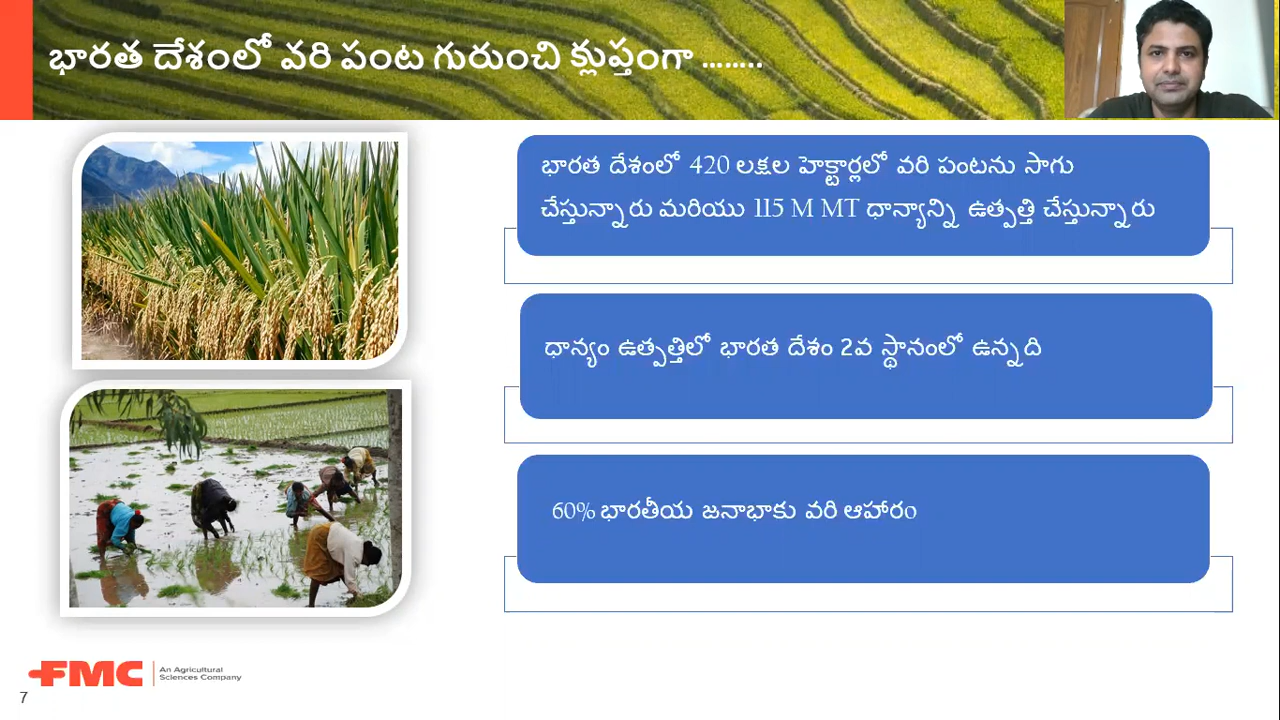 భారత దేశంలో వరి పంట గురుంచి క్లుప్తంగా ........
భారత దేశంలో 420 లక్షల హెక్టార్లలో వరి పంటను సాగు
చేస్తున్నారు మరియు 115 M MT ధాన్యాన్ని ఉత్పత్తి చేస్తున్నారు
ధాన్యం ఉత్పత్తిలో భారత దేశం 2వ స్థానంలో ఉన్నది
60% భారతీయ జనాభాకు వరి ఆహారం
FMC
An Agricultural
Sciences Company
7